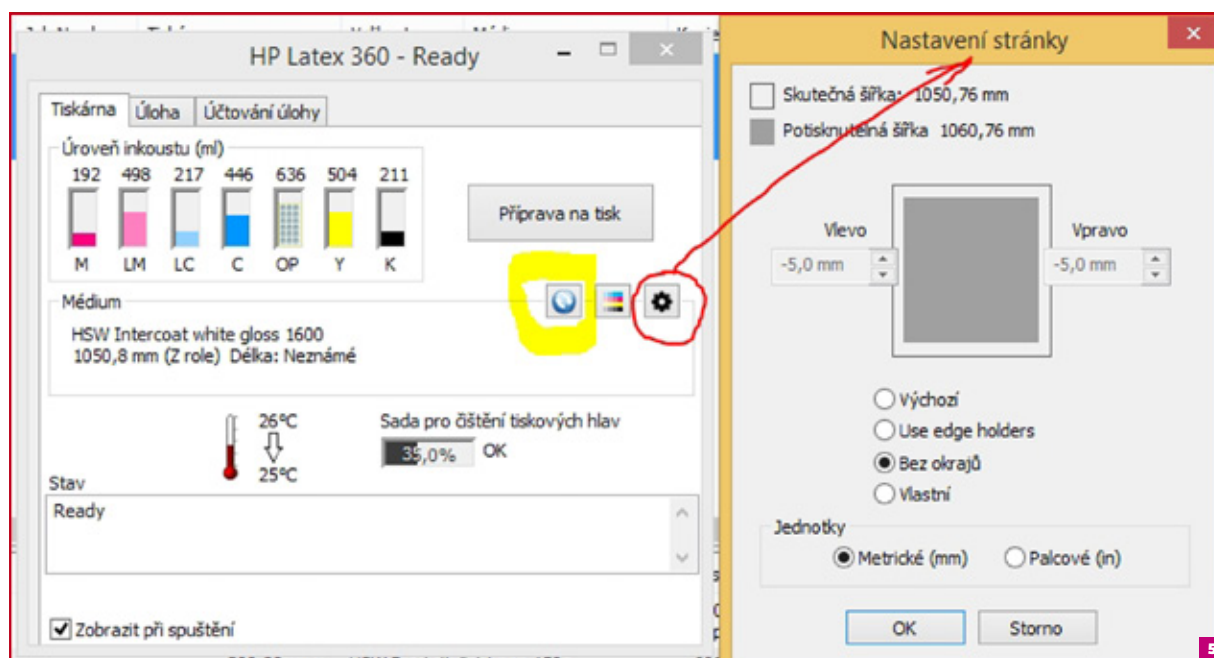 HP Latex 360 - Ready
Tiskárna Úloha Účtování úlohy
Úroveň inkoustu (ml)
192 498 217 446 636 504 211
M LM LC C OP Y K
Příprava na tisk
Médium
HSW Intercoat white gloss 1600
1050,8 mm (Z role) Délka: Neznámé
26°C
25°C
Sada pro čištění tiskových hlav
35,0% OK
Stav
Ready
Zobrazit při spuštění
Nastavení stránky
Skutečná šířka: 1050,76 mm
Potisknutelná šířka 1060,76 mm
Vlevo Vpravo
-5,0 mm -5,0 mm
Výchozí
Use edge holders
Bez okrajů
Vlastní
Jednotky
Metrické (mm) Palcové (in)
OK Storno
5